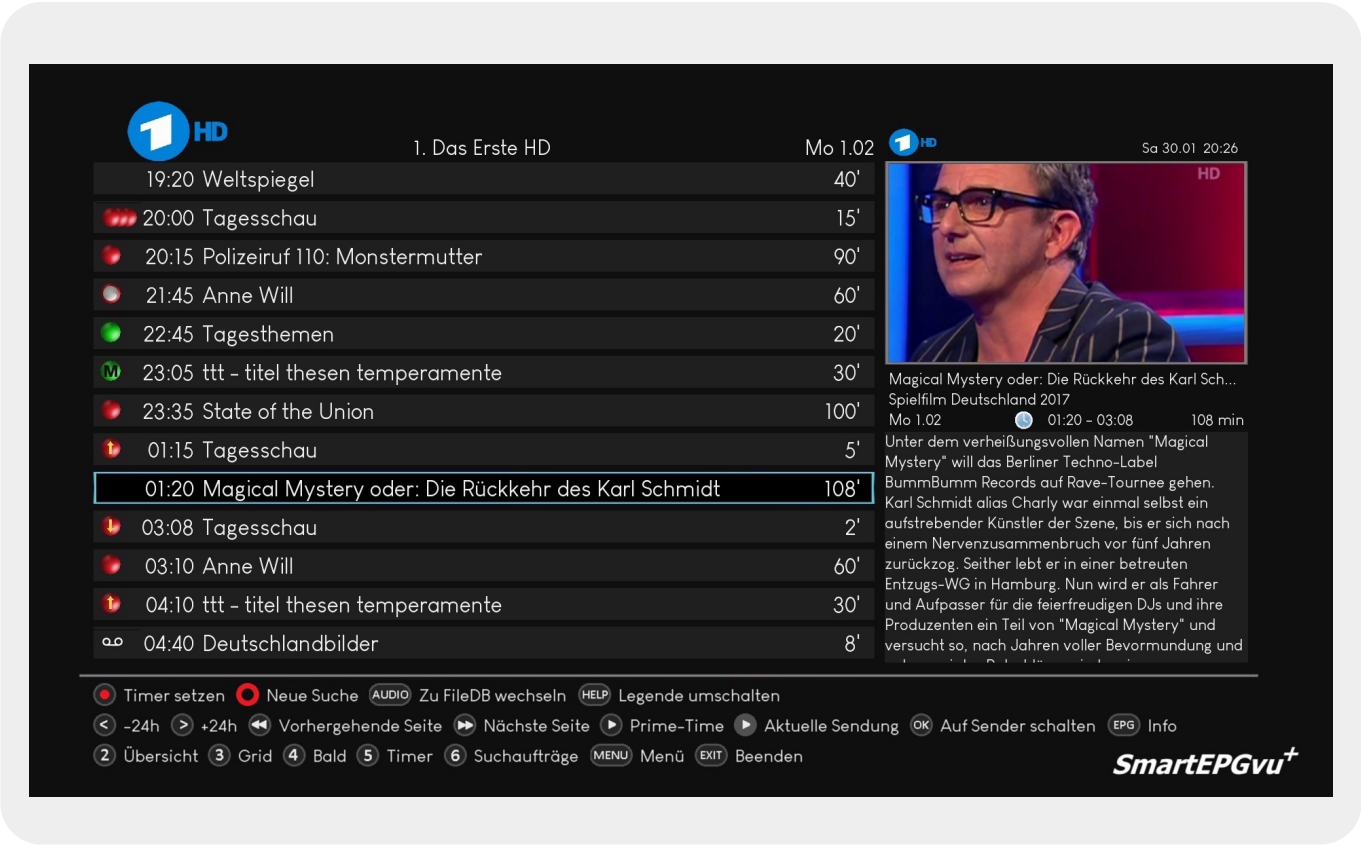 HD
1. Das Erste HD
Mo 1.02
19:20 Weltspiegel 40'
20:00 Tagesschau 15'
20:15 Polizeiruf 110: Monstermutter 90'
21:45 Anne Will 60'
22:45 Tagesthemen 20'
M 23:05 ttt - titel thesen temperamente 30'
23:35 State of the Union 100'
01:15 Tagesschau 5'
01:20 Magical Mystery oder: Die Rückkehr des Karl Schmidt 108'
03:08 Tagesschau 2'
03:10 Anne Will 60'
04:10 ttt - titel thesen temperamente 30'
04:40 Deutschlandbilder 8'
HD
Sa 30.01 20:26
HD
Magical Mystery oder: Die Rückkehr des Karl Sch...
Spielfilm Deutschland 2017
Mo 1.02 01:20 - 03:08 108 min
Unter dem verheißungsvollen Namen "Magical
Mystery" will das Berliner Techno-Label
BummBumm Records auf Rave-Tournee gehen.
Karl Schmidt alias Charly war einmal selbst ein
aufstrebender Künstler der Szene, bis er sich nach
einem Nervenzusammenbruch vor fünf Jahren
zurückzog. Seither lebt er in einer betreuten
Entzugs-WG in Hamburg. Nun wird er als Fahrer
und Aufpasser für die feierfreudigen DJs und ihre
Produzenten ein Teil von "Magical Mystery" und
versucht so, nach Jahren voller Bevormundung und
Timer setzen Neue Suche AUDIO Zu FileDB wechseln HELP Legende umschalten
< -24h > +24h Vorhergehende Seite Nächste Seite Prime-Time Aktuelle Sendung OK Auf Sender schalten EPG Info
2 Übersicht 3 Grid 4 Bald 5 Timer 6 Suchaufträge MENU Menü EXIT Beenden
SmartEPGvu+